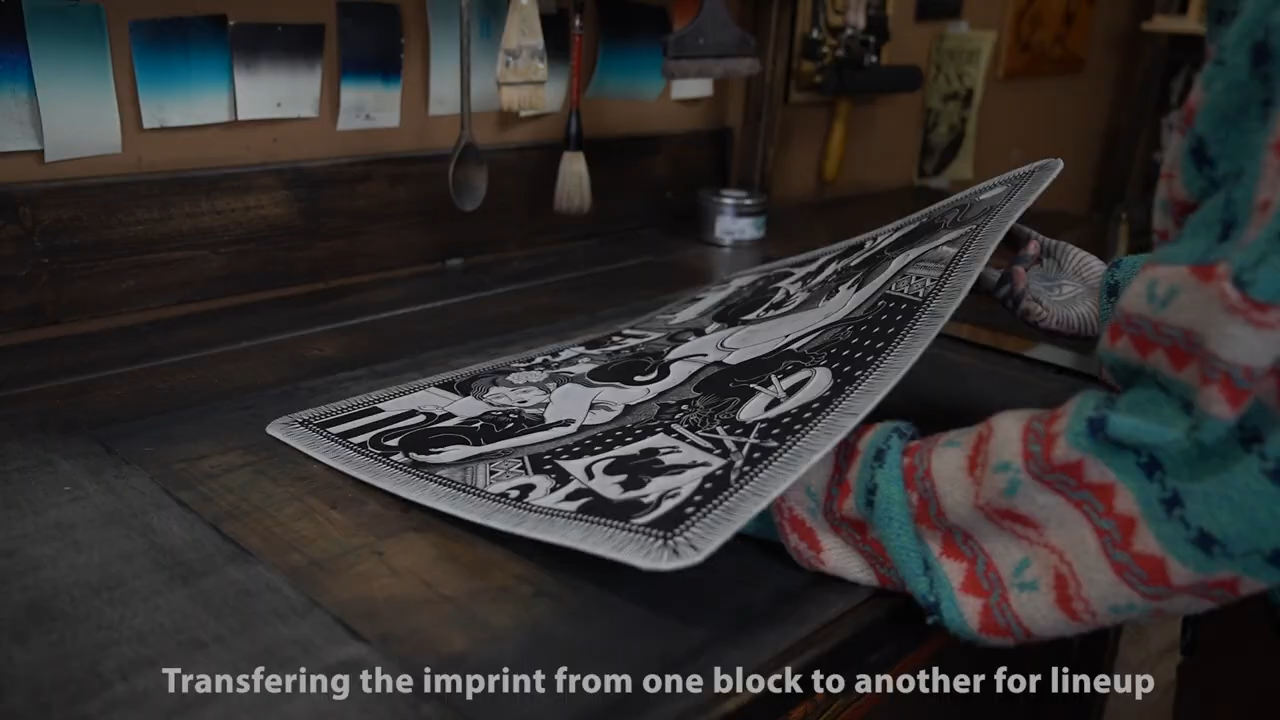 Transfering the imprint from one block to another for lineup